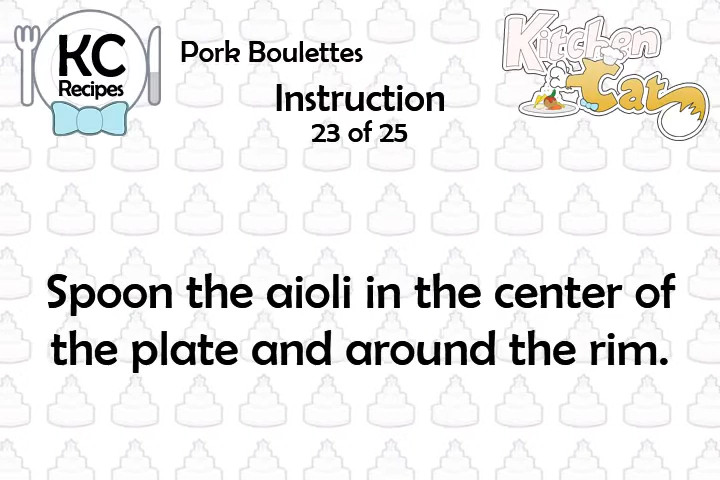 KC
Recipes
Pork Boulettes
Kitchen
Cat
Instruction
23 of 25
Spoon the aioli in the center of
the plate and around the rim.